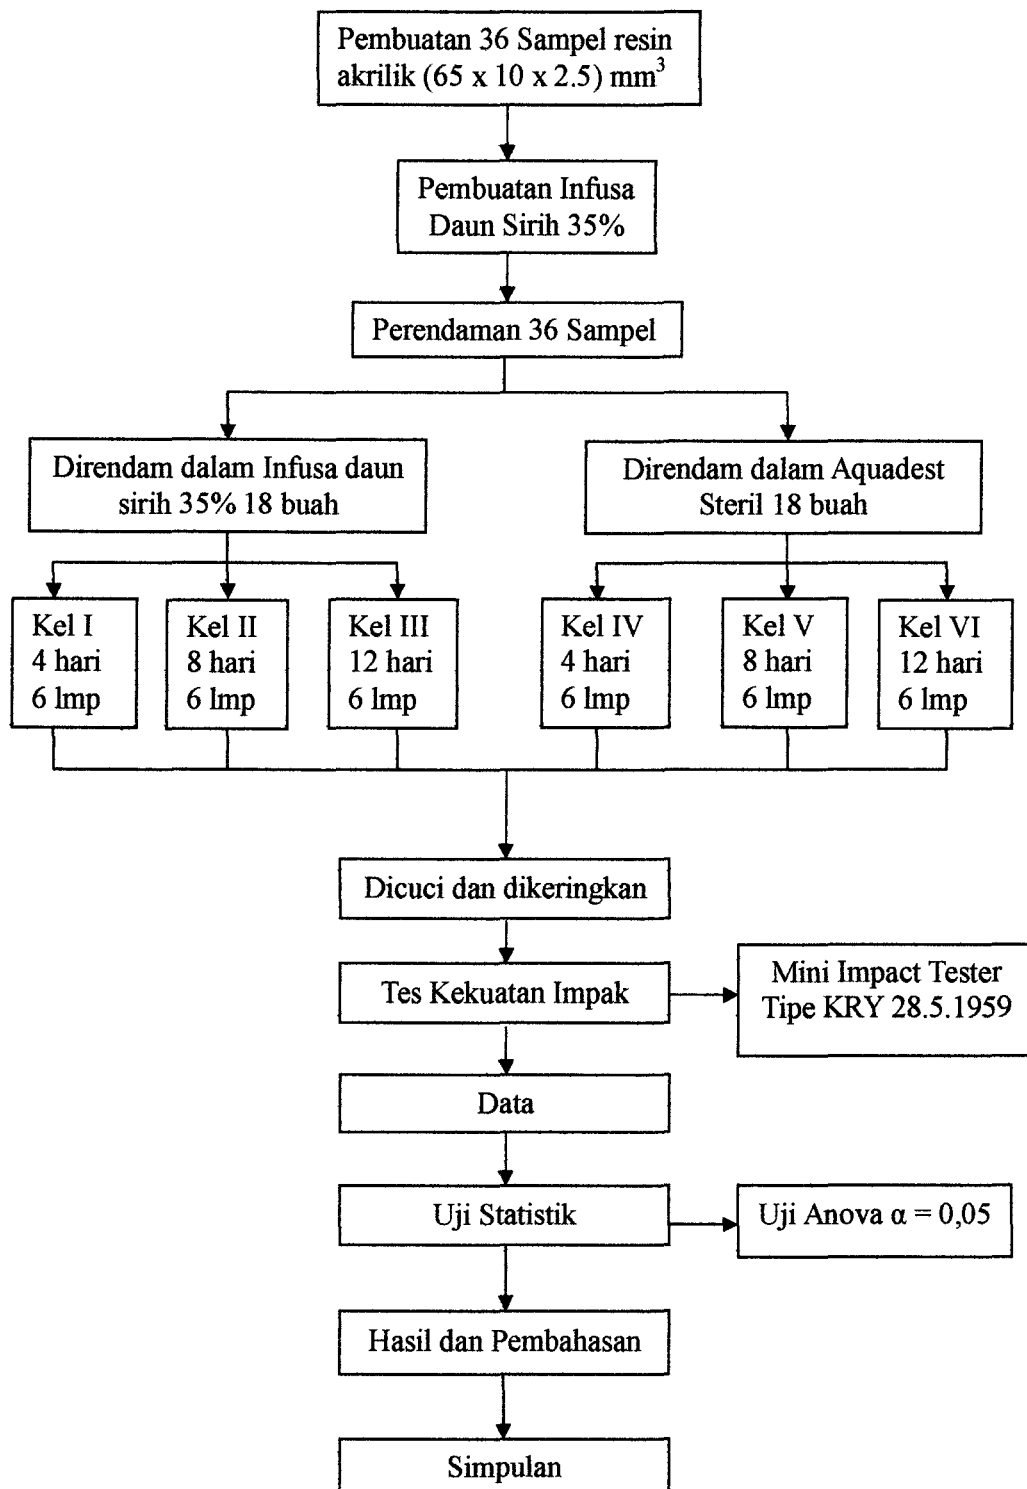 Pembuatan 36 Sampel resin
akrilik (65 x 10 x 2.5) mm³
Pembuatan Infusa
Daun Sirih 35%
Perendaman 36 Sampel
Direndam dalam Infusa daun
sirih 35% 18 buah
Direndam dalam Aquadest
Steril 18 buah
Kel I
4 hari
6 lmp
Kel II
8 hari
6 lmp
Kel III
12 hari
6 lmp
Kel IV
4 hari
6 lmp
Kel V
8 hari
6 lmp
Kel VI
12 hari
6 lmp
Dicuci dan dikeringkan
Tes Kekuatan Impak
Mini Impact Tester
Tipe KRY 28.5.1959
Data
Uji Statistik
Uji Anova α = 0,05
Hasil dan Pembahasan
Simpulan